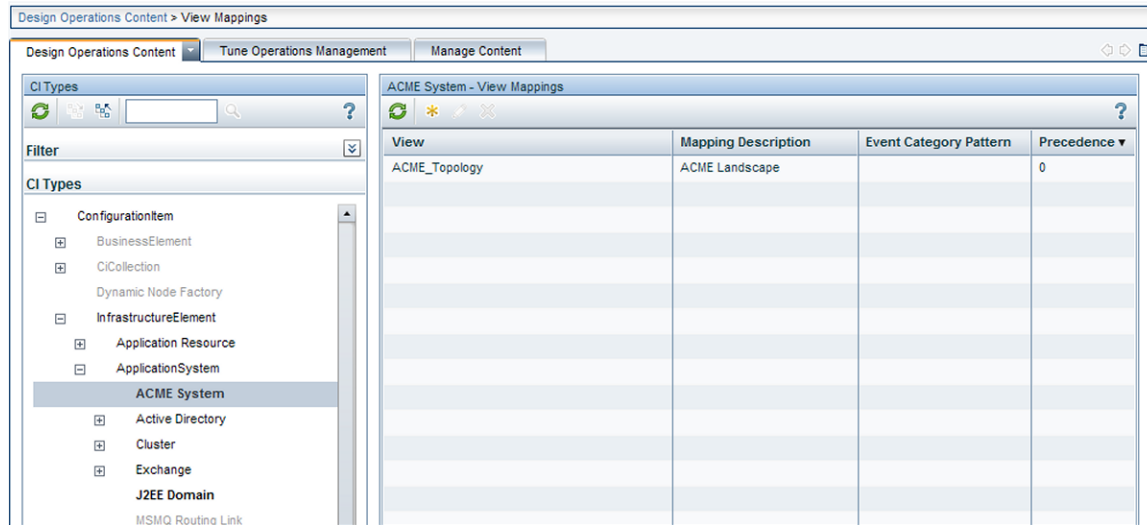 Design Operations Content > View Mappings
Design Operations Content
Tune Operations Management
Manage Content
CI Types
?
Filter
CI Types
ConfigurationItem
BusinessElement
CiCollection
Dynamic Node Factory
InfrastructureElement
Application Resource
ApplicationSystem
ACME System
Active Directory
Cluster
Exchange
J2EE Domain
MSMQ Routing Link
ACME System - View Mappings
?
View Mapping Description Event Category Pattern Precedence ▼
ACME_Topology ACME Landscape 0